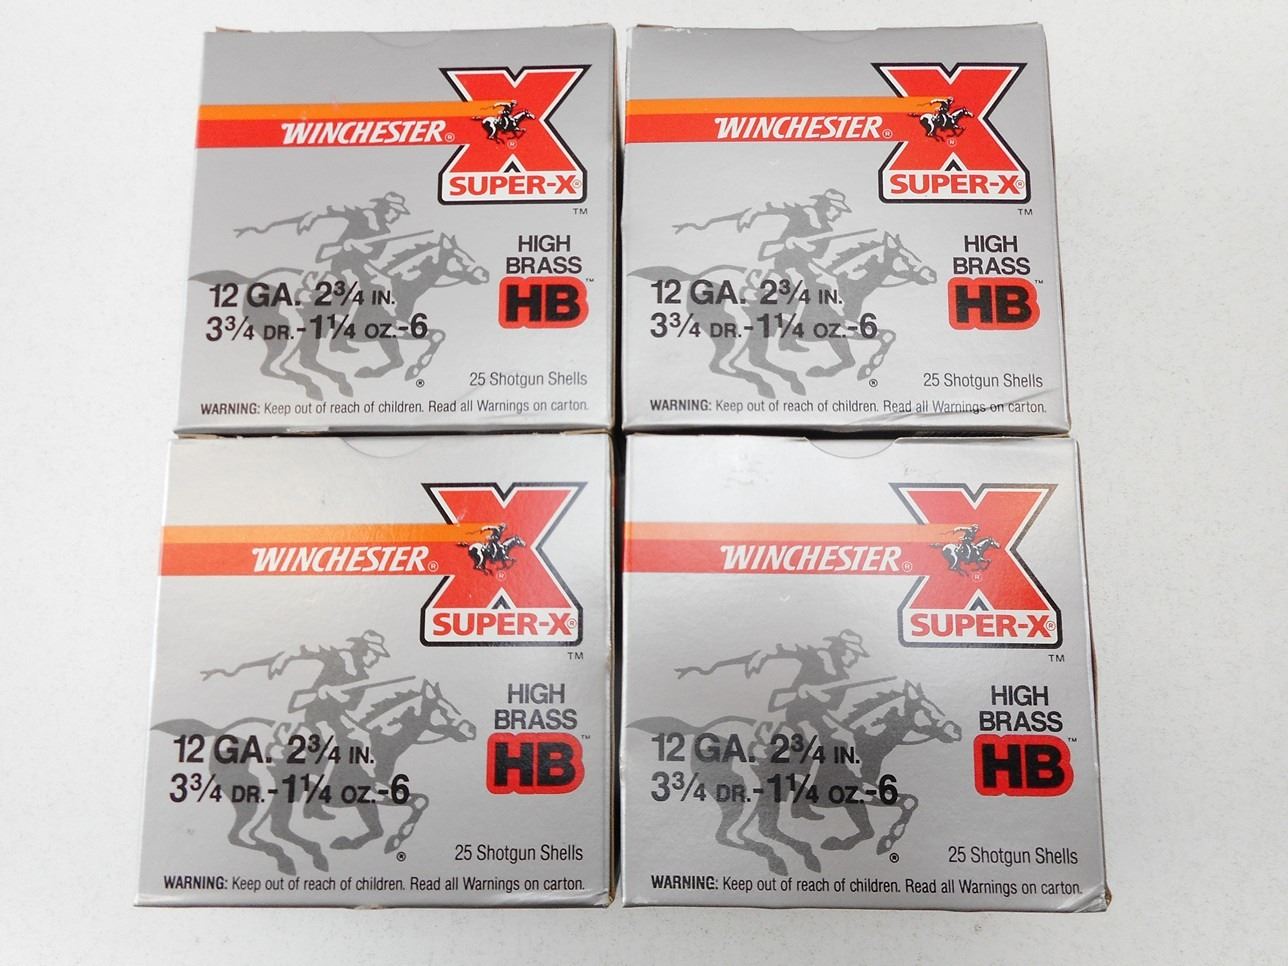 WINCHESTER®
SUPER-X®
™
HIGH
BRASS
HB™
12 GA. 2¾ IN.
3¾ DR.-1¼ OZ.-6
®
25 Shotgun Shells
WARNING: Keep out of reach of children. Read all Warnings on carton.
WINCHESTER®
SUPER-X®
™
HIGH
BRASS
HB™
12 GA. 2¾ IN.
3¾ DR.-1¼ OZ.-6
®
25 Shotgun Shells
WARNING: Keep out of reach of children. Read all Warnings on carton.
WINCHESTER®
SUPER-X®
™
HIGH
BRASS
HB™
12 GA. 2¾ IN.
3¾ DR.-1¼ OZ.-6
®
25 Shotgun Shells
WARNING: Keep out of reach of children. Read all Warnings on carton.
WINCHESTER®
SUPER-X®
™
HIGH
BRASS
HB™
12 GA. 2¾ IN.
3¾ DR.-1¼ OZ.-6
®
25 Shotgun Shells
WARNING: Keep out of reach of children. Read all Warnings on carton.